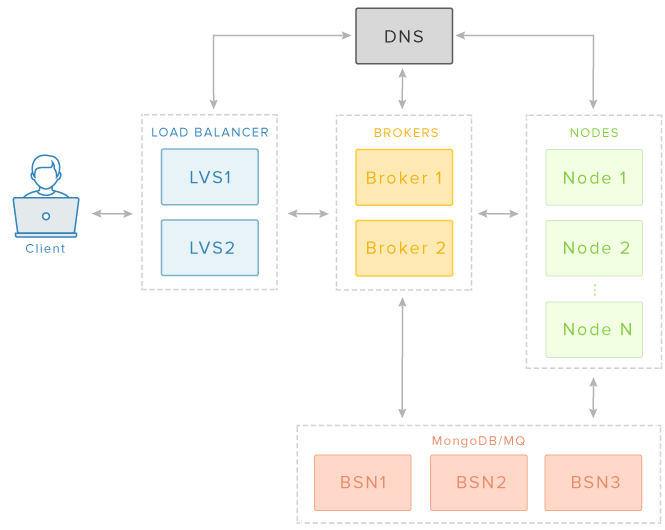 DNS
LOAD BALANCER
LVS1
LVS2
BROKERS
Broker 1
Broker 2
NODES
Node 1
Node 2
Node N
Client
MongoDB/MQ
BSN1
BSN2
BSN3